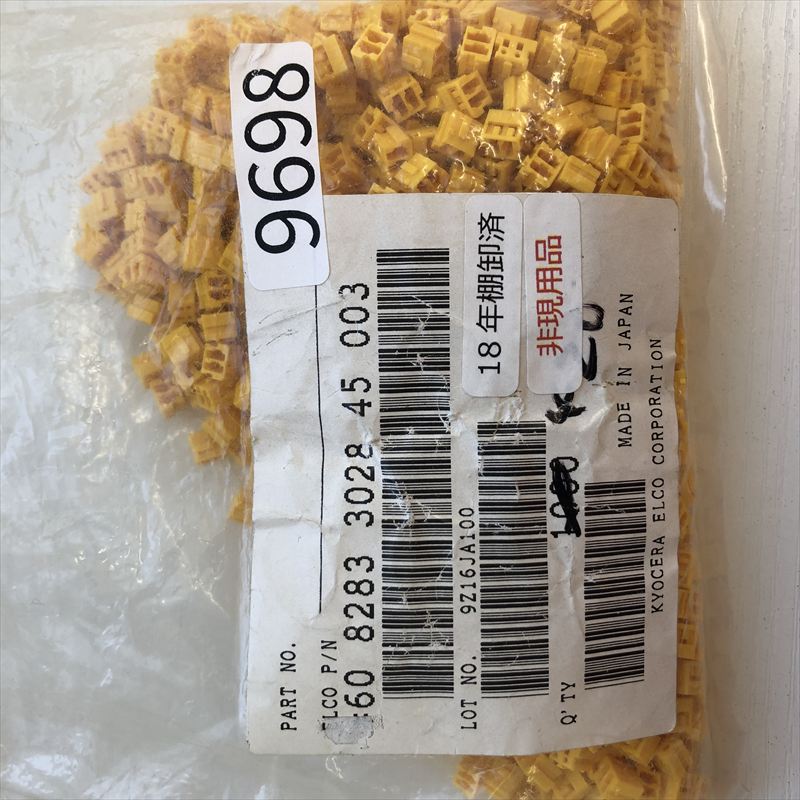 9698
PART NO.
ELCO P/N
60 8283 3028 45 003
LOT NO. 9Z16JA100
18年棚卸済
非現用品
Q'TY
MADE IN JAPAN
KYOCERA ELCO CORPORATION